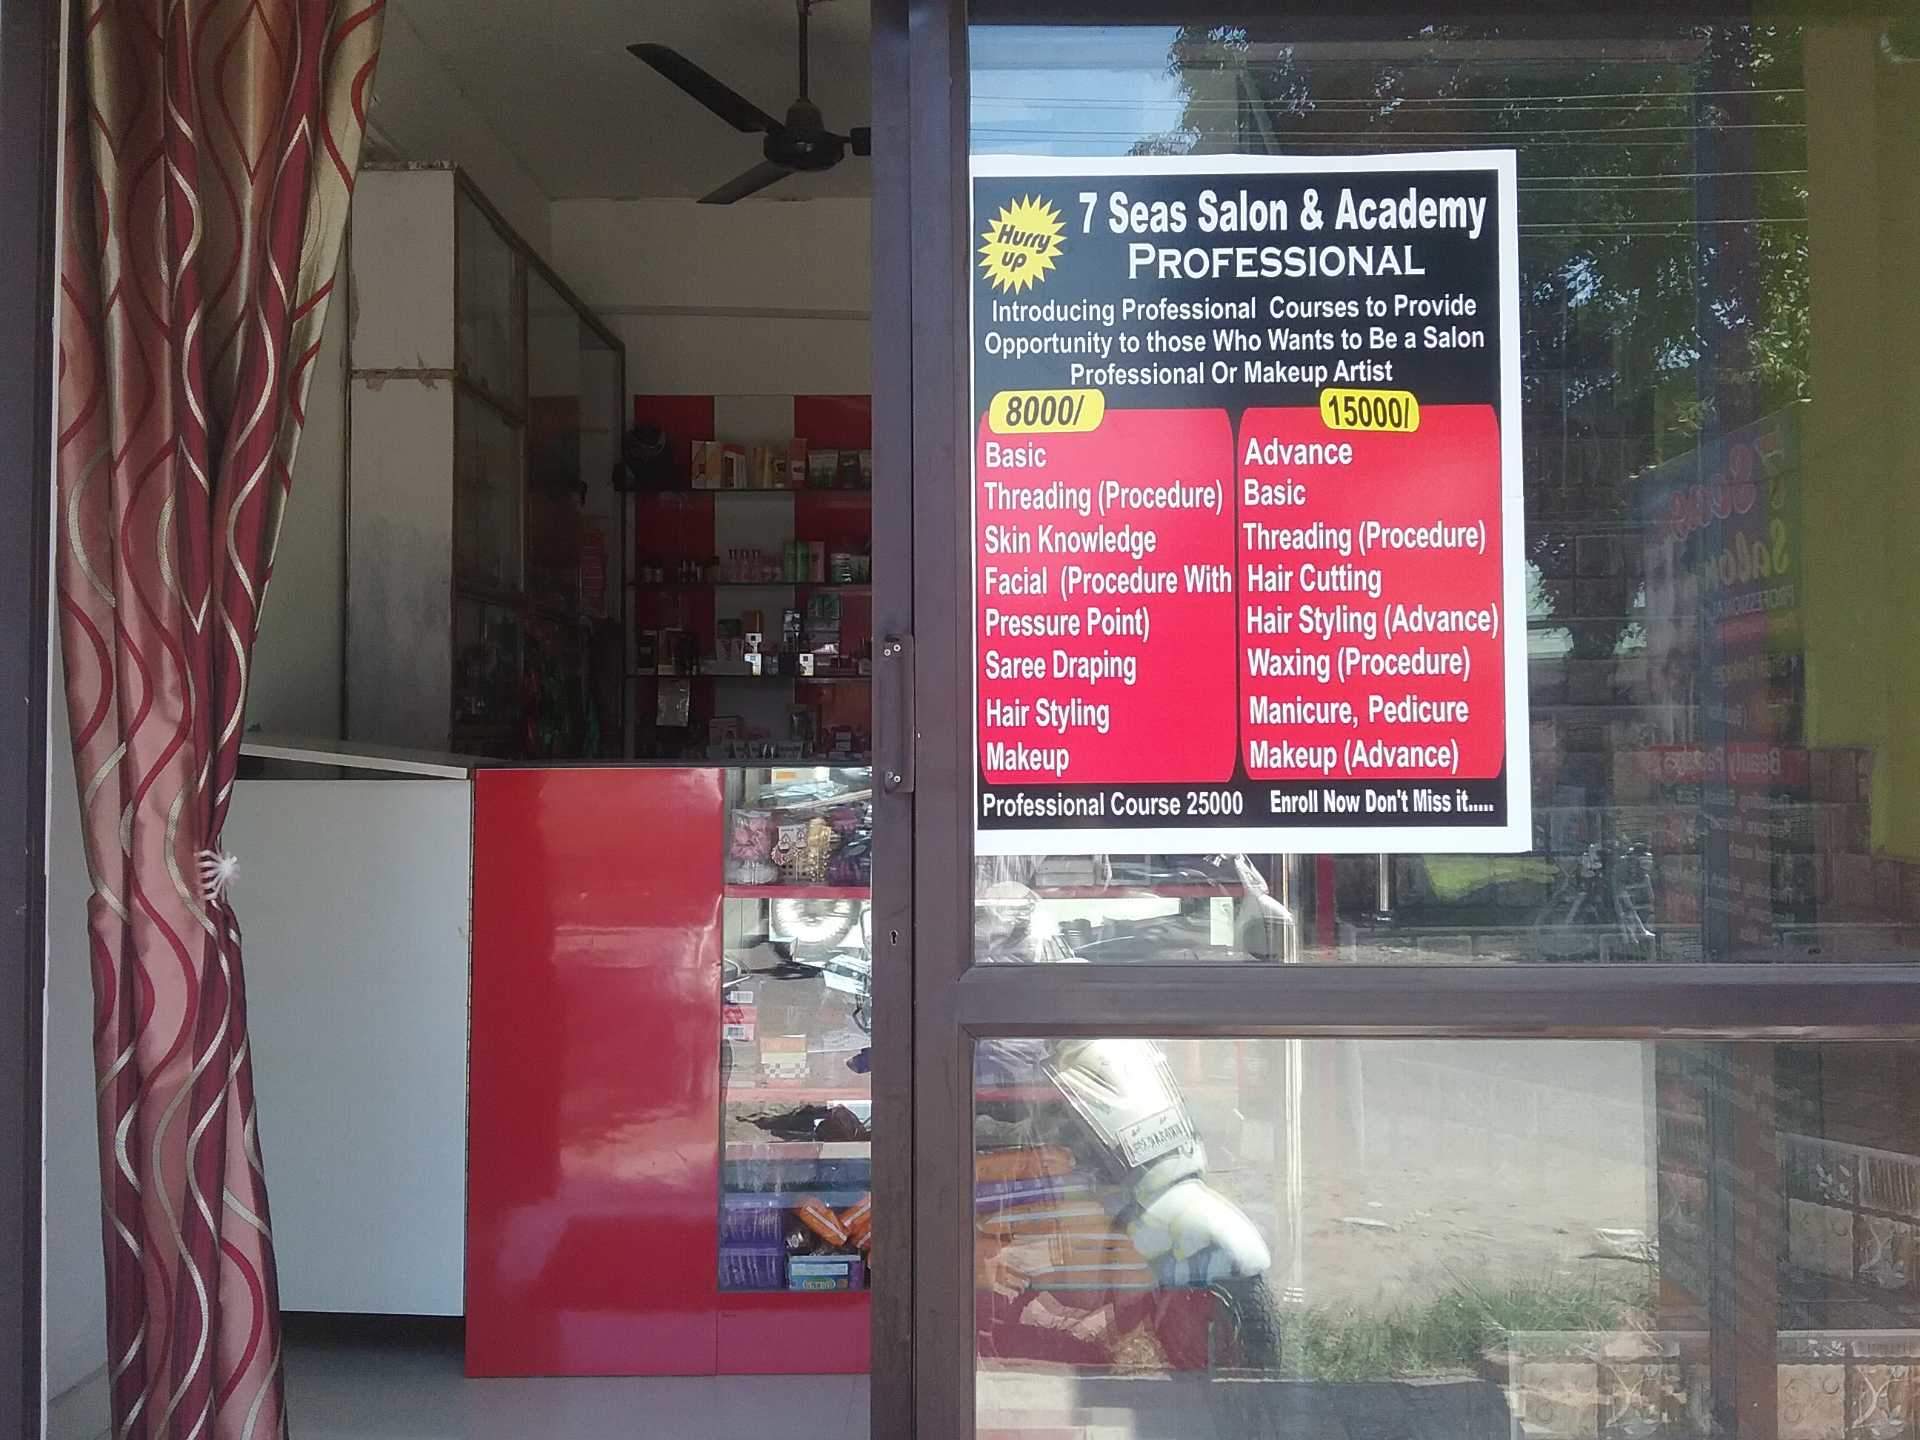 Hurry
up
7 Seas Salon & Academy
PROFESSIONAL
Introducing Professional Courses to Provide
Opportunity to those Who Wants to Be a Salon
Professional Or Makeup Artist
8000/
Basic
Threading (Procedure)
Skin Knowledge
Facial (Procedure With
Pressure Point)
Saree Draping
Hair Styling
Makeup
15000/
Advance
Basic
Threading (Procedure)
Hair Cutting
Hair Styling (Advance)
Waxing (Procedure)
Manicure, Pedicure
Makeup (Advance)
Professional Course 25000
Enroll Now Don't Miss it.....